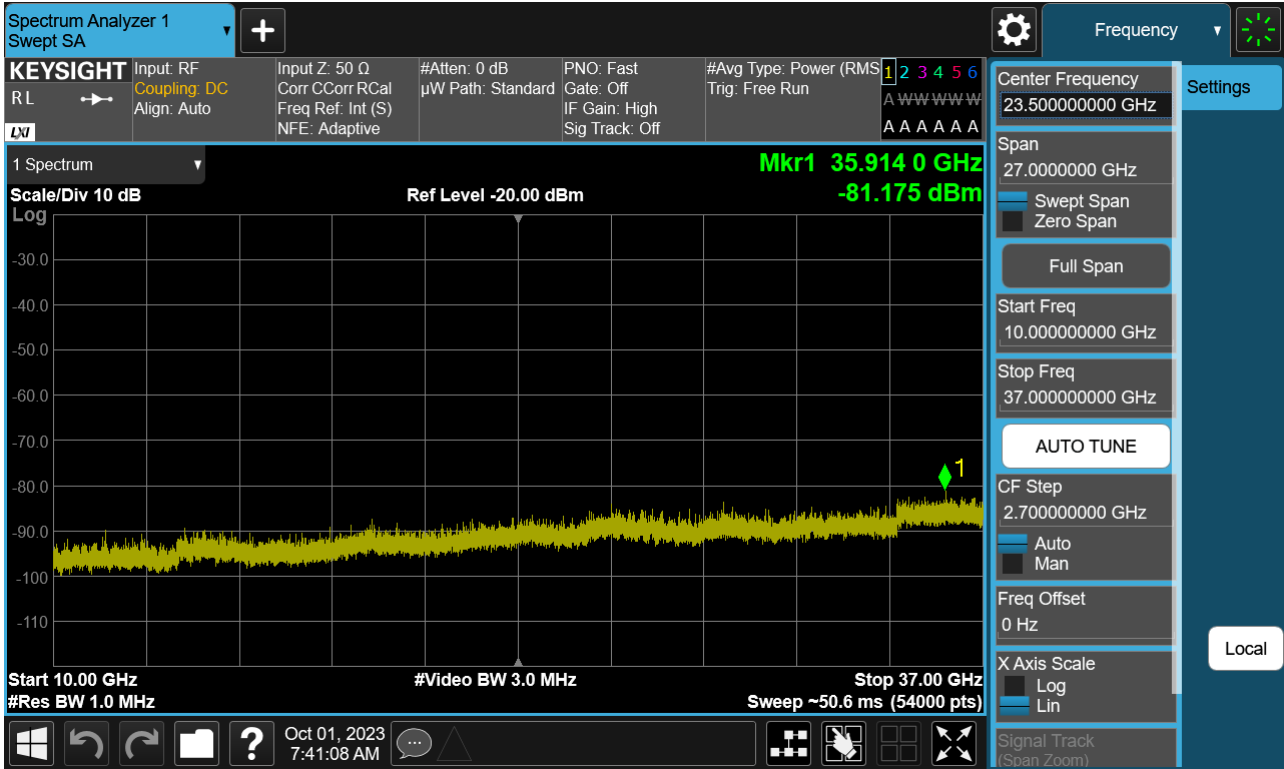 Spectrum Analyzer 1
Swept SA
Frequency
KEYSIGHT
R L
LXI
Input: RF
Coupling: DC
Align: Auto
Input Z: 50 Ω
Corr CCorr RCal
Freq Ref: Int (S)
NFE: Adaptive
#Atten: 0 dB
µW Path: Standard
PNO: Fast
Gate: Off
IF Gain: High
Sig Track: Off
#Avg Type: Power (RMS
Trig: Free Run
1 2 3 4 5 6
A W W W W W
A A A A A A
1 Spectrum
Mkr1 35.914 0 GHz
Scale/Div 10 dB
Ref Level -20.00 dBm
-81.175 dBm
Log
-30.0
-40.0
-50.0
-60.0
-70.0
1
-80.0
-90.0
-100
-110
Start 10.00 GHz
#Video BW 3.0 MHz
Stop 37.00 GHz
#Res BW 1.0 MHz
Sweep ~50.6 ms (54000 pts)
Oct 01, 2023
7:41:08 AM
Center Frequency
23.500000000 GHz
Span
27.0000000 GHz
Swept Span
Zero Span
Full Span
Start Freq
10.000000000 GHz
Stop Freq
37.000000000 GHz
AUTO TUNE
CF Step
2.700000000 GHz
Auto
Man
Freq Offset
0 Hz
X Axis Scale
Log
Lin
Signal Track
(Span Zoom)
Settings
Local